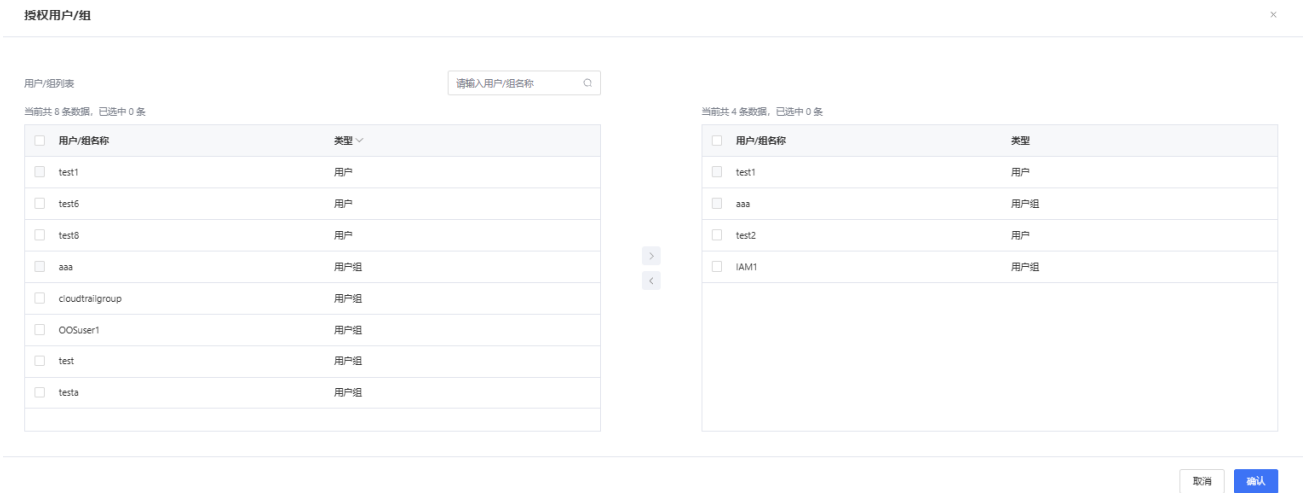 授权用户/组
用户/组列表
请输入用户/组名称
当前共 8 条数据，已选中 0 条
用户/组名称 类型
test1 用户
test6 用户
test8 用户
aaa 用户组
cloudtrailgroup 用户组
OOSuser1 用户组
test 用户组
testa 用户组
当前共 4 条数据，已选中 0 条
用户/组名称 类型
test1 用户
aaa 用户组
test2 用户
IAM1 用户组
取消 确认